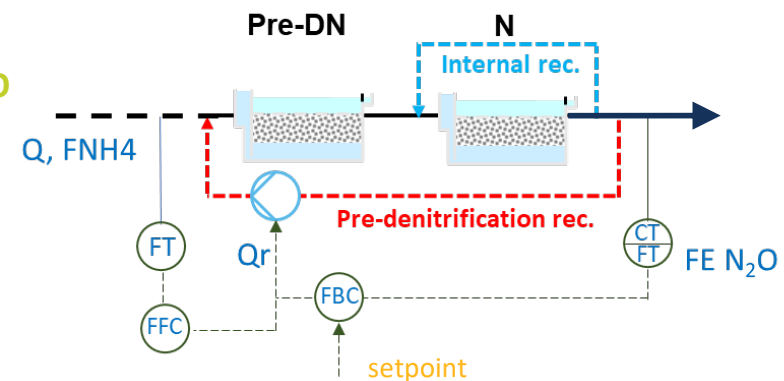 Pre-DN
N
Internal rec.
Q, FNH4
Pre-denitrification rec.
FT
Qr
CT
FT
FE N₂O
FBC
FFC
setpoint